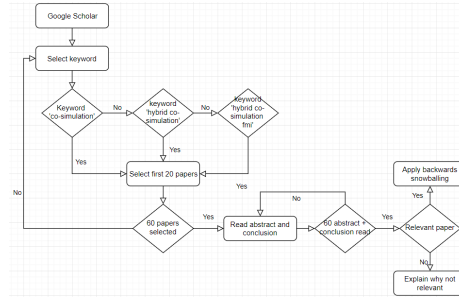 Google Scholar
Select keyword
Keyword
'co-simulation'
No
keyword
'hybrid co-
simulation'
No
keyword
'hybrid co-
simulation
fmi'
Yes
Yes
Yes
Select first 20 papers
No
60 papers
selected
Yes
Read abstract and
conclusion
No
60 abstract +
conclusion read
Yes
Relevant paper
Yes
Apply backwards
snowballing
No
Explain why not
relevant